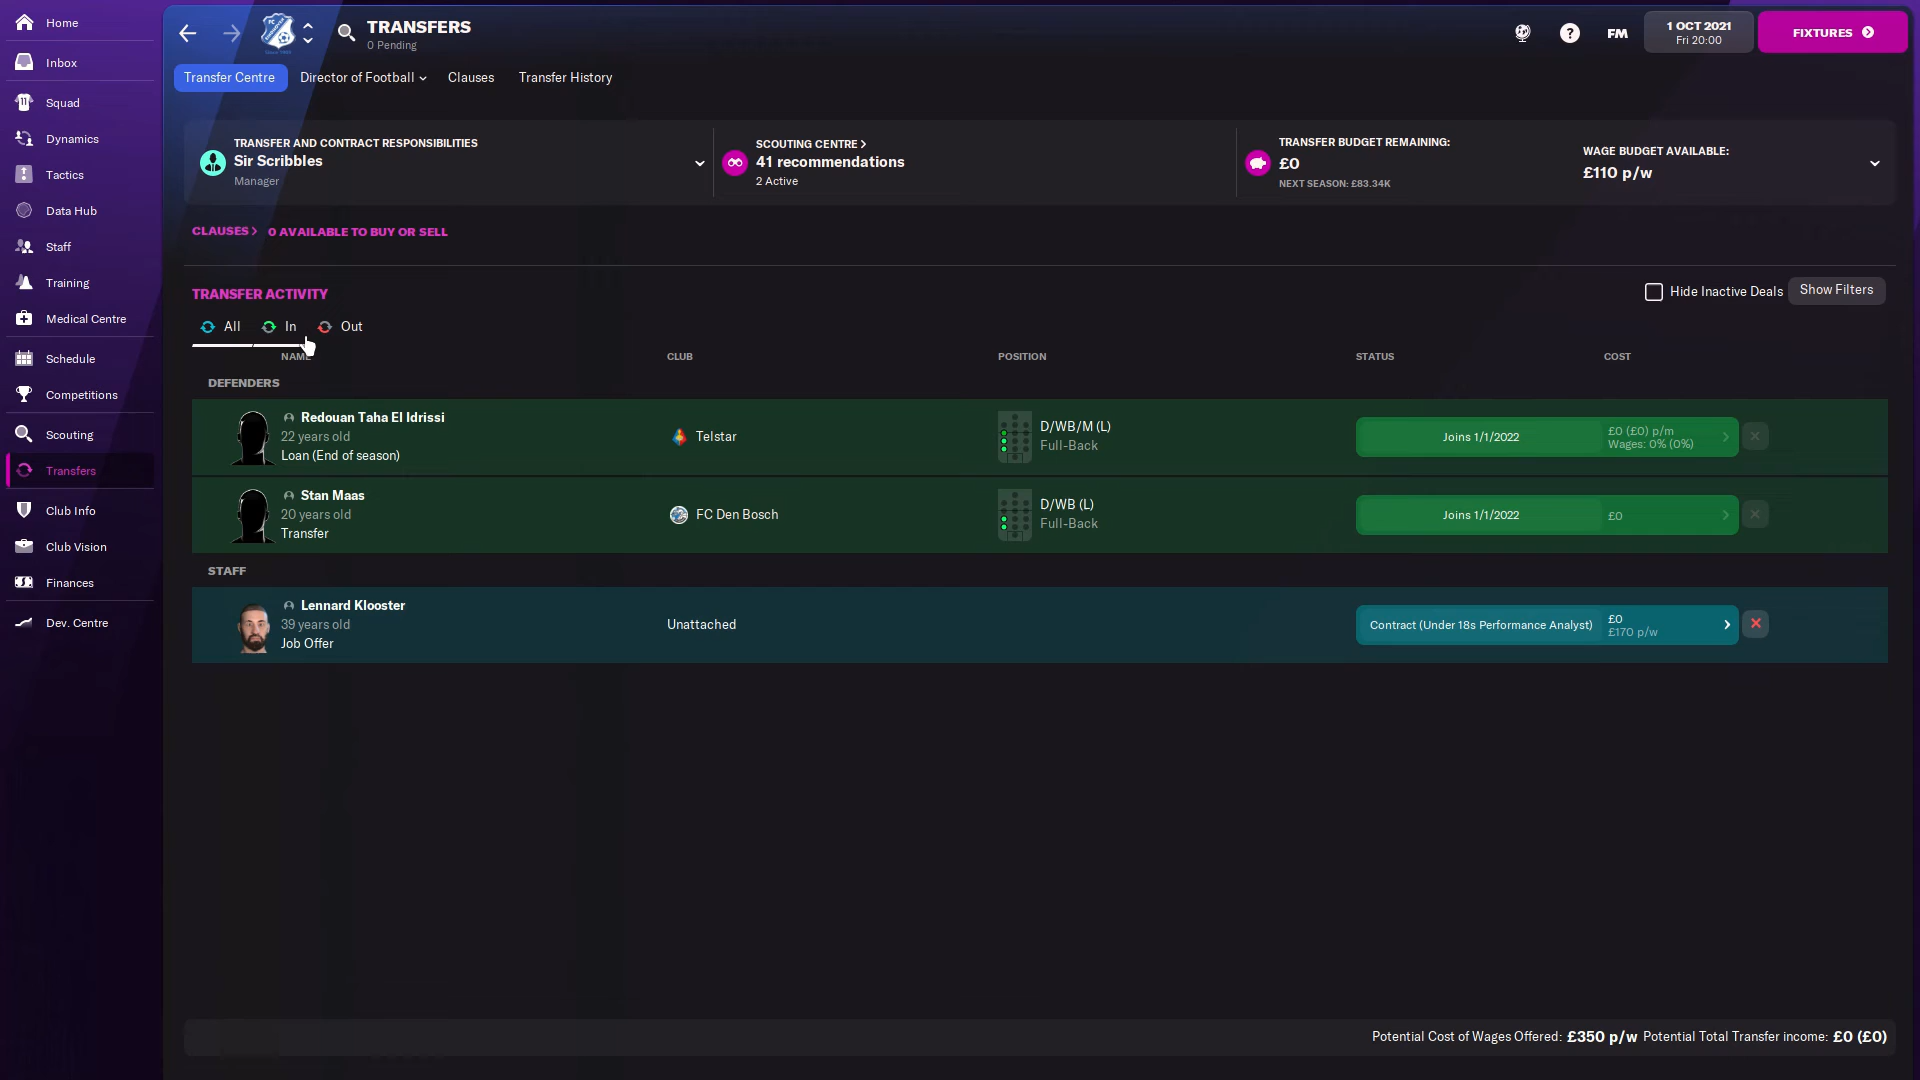 Home
Inbox
Squad
Dynamics
Tactics
Data Hub
Staff
Training
Medical Centre
Schedule
Competitions
Scouting
Transfers
Club Info
Club Vision
Finances
Dev. Centre
TRANSFERS
0 Pending
FM
1 OCT 2021
Fri 20:00
FIXTURES
Transfer Centre
Director of Football
Clauses
Transfer History
TRANSFER AND CONTRACT RESPONSIBILITIES
Sir Scribbles
Manager
SCOUTING CENTRE >
41 recommendations
2 Active
TRANSFER BUDGET REMAINING:
£0
NEXT SEASON: £83.34K
WAGE BUDGET AVAILABLE:
£110 p/w
CLAUSES > 0 AVAILABLE TO BUY OR SELL
TRANSFER ACTIVITY
Hide Inactive Deals
Show Filters
All In Out
NAME CLUB POSITION STATUS COST
DEFENDERS
Redouan Taha El Idrissi
22 years old
Loan (End of season)
Telstar
D/WB/M (L)
Full-Back
Joins 1/1/2022
£0 (£0) p/m
Wages: 0% (0%)
Stan Maas
20 years old
Transfer
FC Den Bosch
D/WB (L)
Full-Back
Joins 1/1/2022
£0
STAFF
Lennard Klooster
39 years old
Job Offer
Unattached
Contract (Under 18s Performance Analyst)
£0
£170 p/w
Potential Cost of Wages Offered: £350 p/w Potential Total Transfer income: £0 (£0)